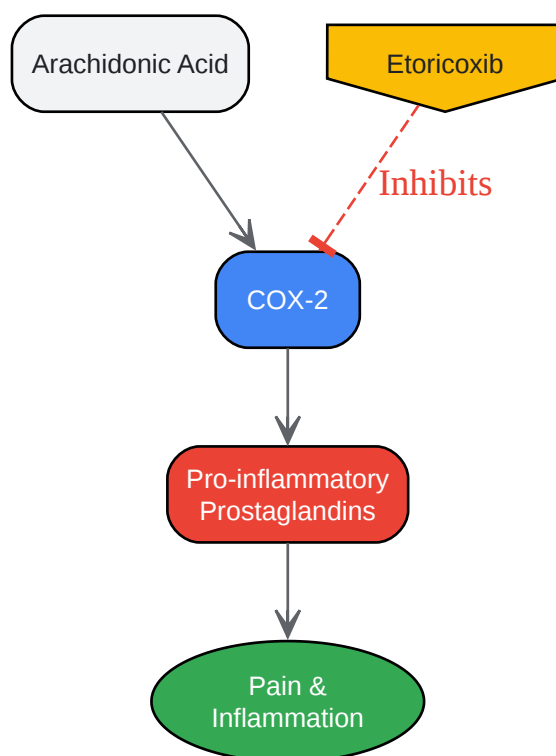 Arachidonic Acid
Etoricoxib
Inhibits
COX-2
Pro-inflammatory
Prostaglandins
Pain &
Inflammation